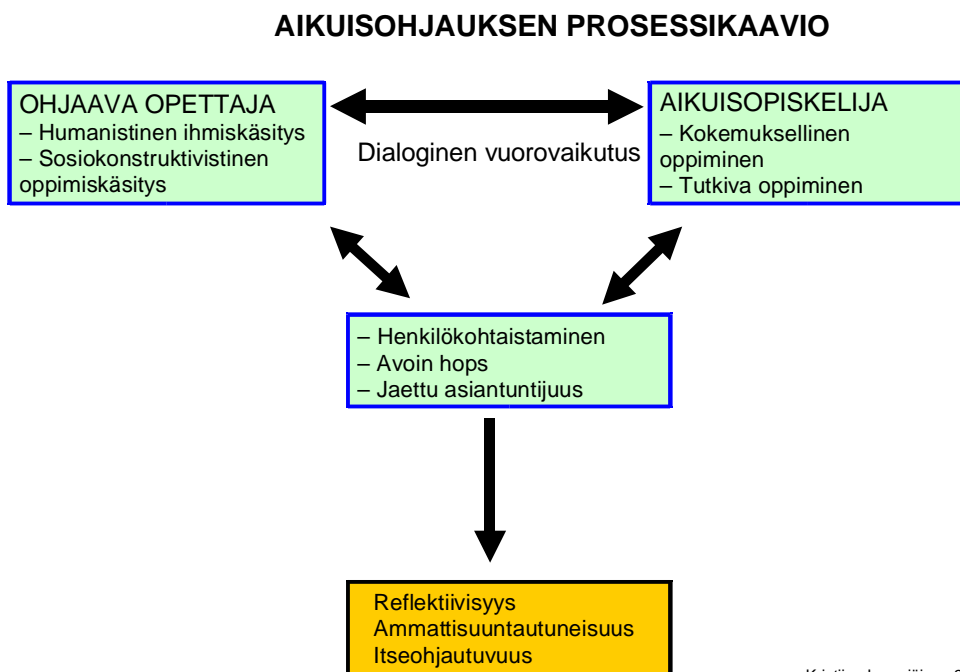 AIKUISOHJAUKSEN PROSESSIKAAVIO
OHJAAVA OPETTAJA
– Humanistinen ihmiskäsitys
– Sosiokonstruktivistinen
oppimiskäsitys
Dialoginen vuorovaikutus
AIKUISOPISKELIJA
– Kokemuksellinen
oppiminen
– Tutkiva oppiminen
– Henkilökohtaistaminen
– Avoin hops
– Jaettu asiantuntijuus
Reflektiivisyys
Ammattisuuntautuneisuus
Itseohjautuvuus